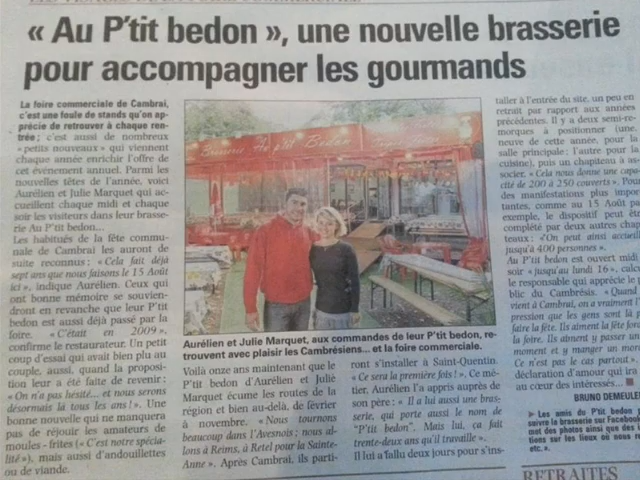 « Au P'tit bedon », une nouvelle brasserie
pour accompagner les gourmands
La foire commerciale de Cambrai,
c'est une foule de stands qu'on ap-
précie de retrouver à chaque ren-
trée ; c'est aussi de nombreux
« petits nouveaux » qui viennent
chaque année enrichir l'offre de
cet événement annuel. Parmi les
nouvelles têtes de l'année, voici
Aurélien et Julie Marquet qui ac-
cueillent chaque midi et chaque
soir les visiteurs dans leur brasse-
rie Au P'tit bedon...
Les habitués de la fête commu-
nale de Cambrai les auront de
suite reconnus : « Cela fait déjà
sept ans que nous faisons le 15 Août
ici », indique Aurélien. Ceux qui
ont bonne mémoire se souvien-
dront en revanche que leur P'tit
bedon est aussi déjà passé par la
foire. « C'était en 2009 »,
confirme le restaurateur. Un petit
coup d'essai qui avait bien plu au
couple, aussi, quand la proposi-
tion leur a été faite de revenir :
« On n'a pas hésité... et nous serons
désormais là tous les ans ! ». Une
bonne nouvelle qui ne manquera
pas de réjouir les amateurs de
moules - frites (« C'est notre spécia-
lité »), mais aussi d'andouillettes
ou de viande.
Brasserie Au p'tit Bedon
Aurélien et Julie Marquet, aux commandes de leur P'tit bedon, re-
trouvent avec plaisir les Cambrésiens... et la foire commerciale.
Voilà onze ans maintenant que le
P'tit bedon d'Aurélien et Julie
Marquet écume les routes de la
région et bien au-delà, de février
à novembre. « Nous tournons
beaucoup dans l'Avesnois; nous al-
lons à Reims, à Retel pour la Sainte-
Anne ». Après Cambrai, ils parti-
ront s'installer à Saint-Quentin.
« Ce sera la première fois! ». Ce mé-
tier, Aurélien l'a appris auprès de
son père : « Il a lui aussi une bras-
serie, qui porte aussi le nom de
"P'tit bedon". Mais lui, ça fait
trente-deux ans qu'il travaille ».
Il lui a fallu deux jours pour s'ins-
taller à l'entrée du site, un peu en
retrait par rapport aux années
précédentes. Il y a deux semi-re-
morques à positionner (une
neuve de cette année, pour la
salle principale ; l'autre pour la
cuisine), puis un chapiteau à as-
socier. « Cela nous donne une capa-
cité de 200 à 250 couverts ». Pour
des manifestations plus impor-
tantes, comme au 15 Août par
exemple, le dispositif peut être
complété par deux autres chapi-
teaux : « On peut ainsi accueillir
jusqu'à 400 personnes ».
Au P'tit bedon est ouvert midi
soir « jusqu'au lundi 16 », calcule
le responsable qui apprécie le
blic du Cambrésis. « Quand
vient à Cambrai, on a vraiment
pression que les gens sont là
faire la fête. Ils aiment la fête
la foire. Ils aiment y passer
moment et y manger un mor
Ce n'est pas le cas partout ».
déclaration d'amour qui ira
au cœur des intéressés...
BRUNO DEMEULE
Les amis du P'tit bedon
suivre la brasserie sur Facebook
mot des photos ainsi que des
tions sur les lieux où nous
etc...
RETRAITES